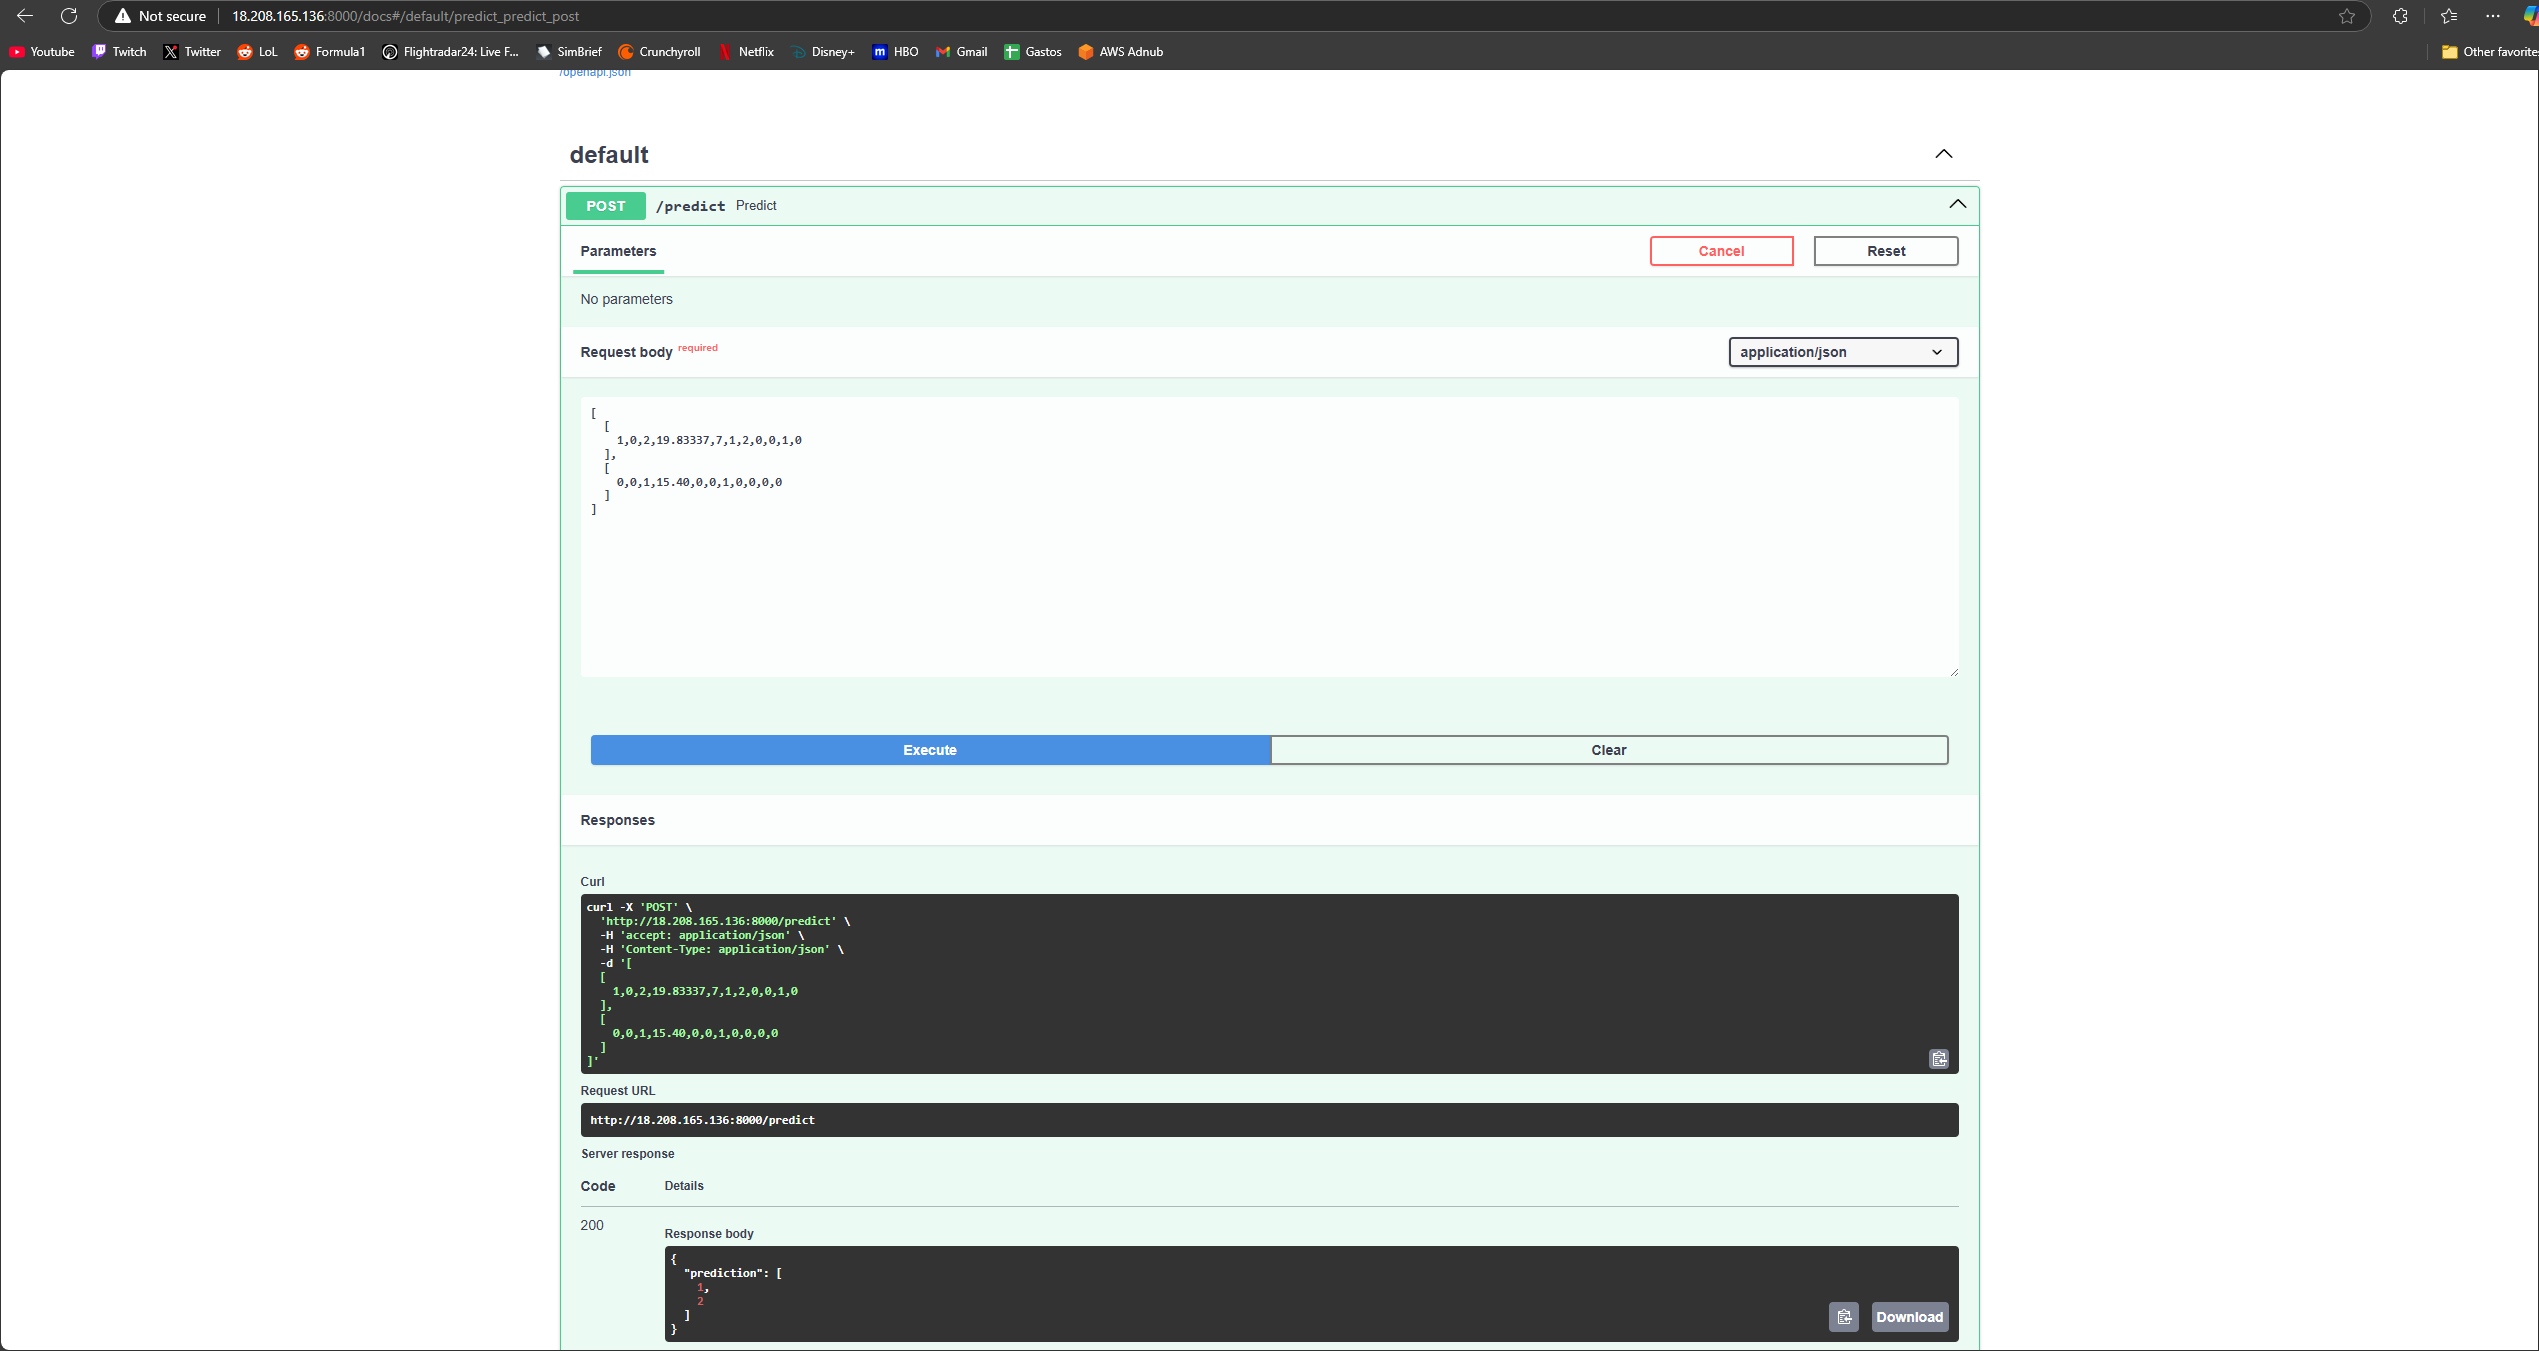 Not secure 18.208.165.136:8000/docs#/default/predict_predict_post
Youtube Twitch Twitter LoL Formula1 Flightradar24: Live F... SimBrief Crunchyroll Netflix Disney+ HBO Gmail Gastos AWS Adnub Other favorites
/openapi.json
default
POST /predict Predict
Parameters Cancel Reset
No parameters
Request body required application/json
[
[
1,0,2,19.83337,7,1,2,0,0,1,0
],
[
0,0,1,15.40,0,0,1,0,0,0,0
]
]
Execute Clear
Responses
Curl
curl -X 'POST' \
'http://18.208.165.136:8000/predict' \
-H 'accept: application/json' \
-H 'Content-Type: application/json' \
-d '[
[
1,0,2,19.83337,7,1,2,0,0,1,0
],
[
0,0,1,15.40,0,0,1,0,0,0,0
]
]'
Request URL
http://18.208.165.136:8000/predict
Server response
Code Details
200
Response body
{
"prediction": [
1,
2
]
}
Download